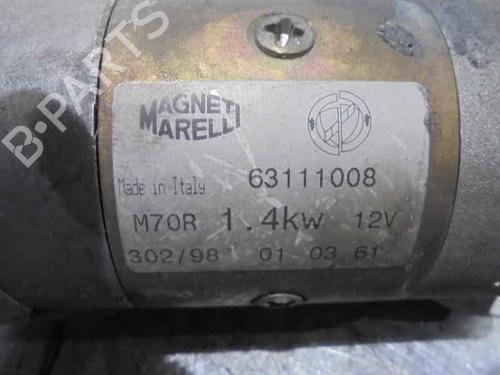 B-PARTS
MAGNETI
MARELLI
Made in Italy 63111008
M70R 1.4kw 12V
302/98 01 03 61